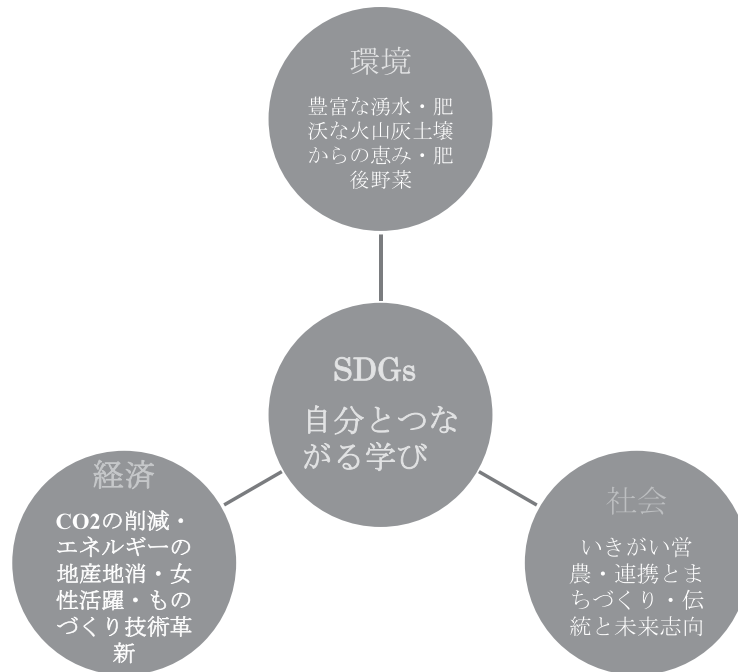 環境
豊富な湧水・肥
沃な火山灰土壌
からの恵み・肥
後野菜
SDGs
自分とつな
がる学び
経済
CO2の削減・
エネルギーの
地産地消・女
性活躍・もの
づくり技術革
新
社会
いきがい営
農・連携とま
ちづくり・伝
統と未来志向